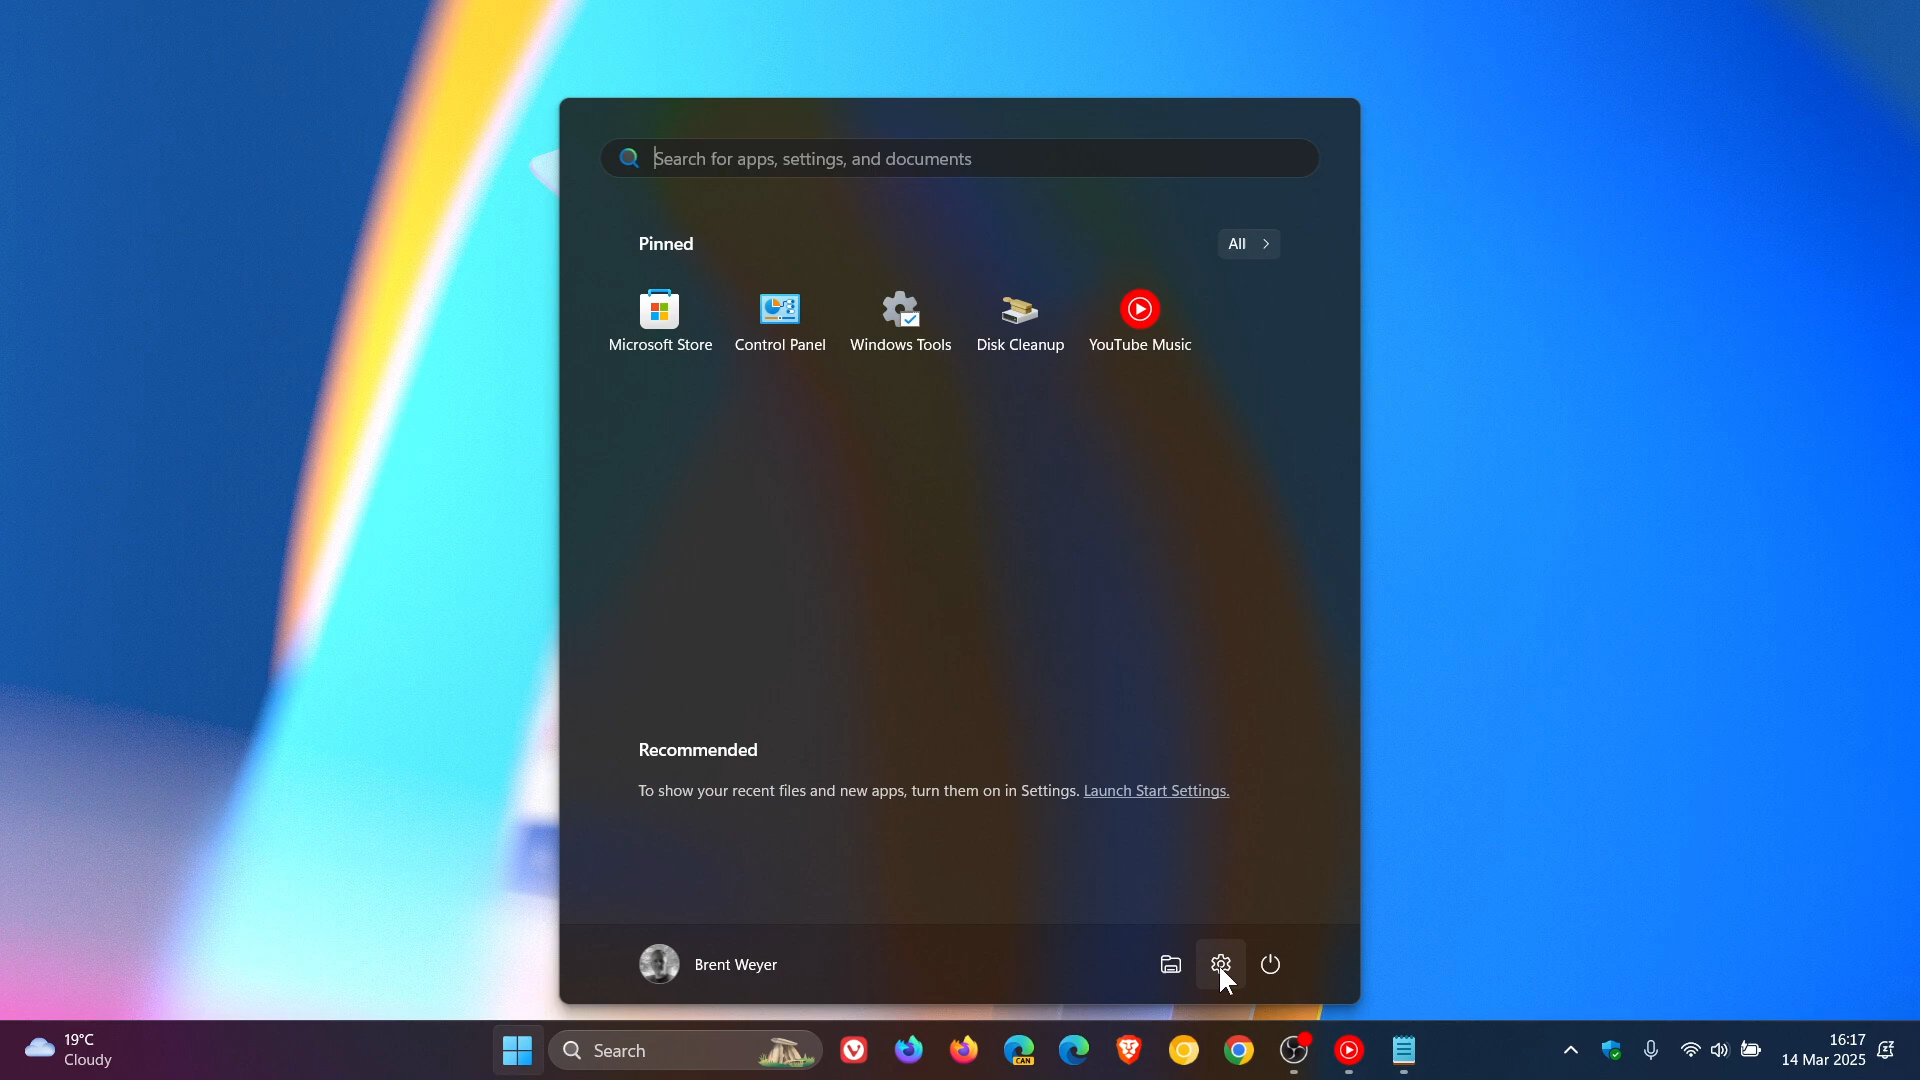 Search for apps, settings, and documents
Pinned
All
Microsoft Store
Control Panel
Windows Tools
Disk Cleanup
YouTube Music
Recommended
To show your recent files and new apps, turn them on in Settings. Launch Start Settings.
Brent Weyer
19°C
Cloudy
Search
CAN
16:17
14 Mar 2025